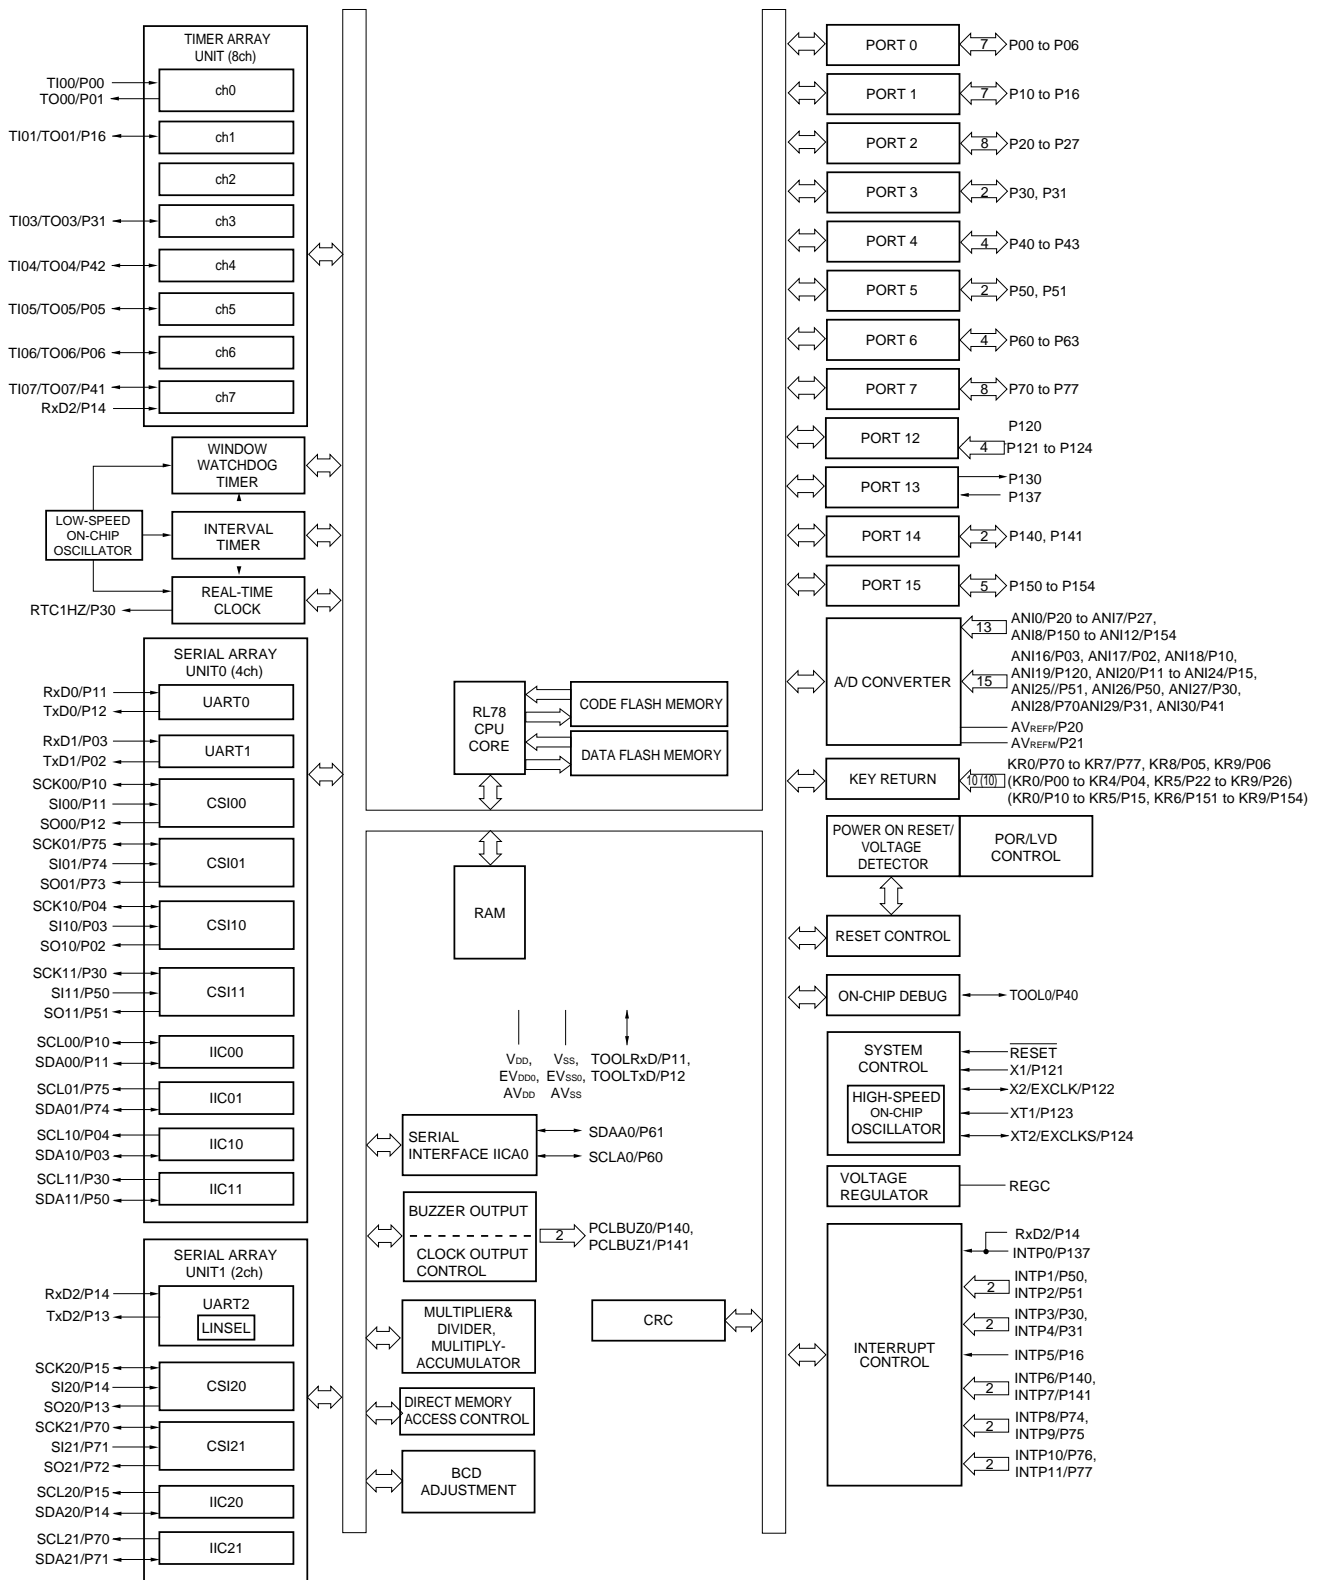 TIMER ARRAY
UNIT (8ch)
TI00/P00
TO00/P01
ch0
TI01/TO01/P16
ch1
ch2
TI03/TO03/P31
ch3
TI04/TO04/P42
ch4
TI05/TO05/P05
ch5
TI06/TO06/P06
ch6
TI07/TO07/P41
RxD2/P14
ch7
WINDOW
WATCHDOG
TIMER
LOW-SPEED
ON-CHIP
OSCILLATOR
INTERVAL
TIMER
REAL-TIME
CLOCK
RTC1HZ/P30
SERIAL ARRAY
UNIT0 (4ch)
RxD0/P11
TxD0/P12
UART0
RxD1/P03
TxD1/P02
UART1
SCK00/P10
SI00/P11
SO00/P12
CSI00
SCK01/P75
SI01/P74
SO01/P73
CSI01
SCK10/P04
SI10/P03
SO10/P02
CSI10
SCK11/P30
SI11/P50
SO11/P51
CSI11
SCL00/P10
SDA00/P11
IIC00
SCL01/P75
SDA01/P74
IIC01
SCL10/P04
SDA10/P03
IIC10
SCL11/P30
SDA11/P50
IIC11
SERIAL ARRAY
UNIT1 (2ch)
RxD2/P14
TxD2/P13
UART2
LINSEL
SCK20/P15
SI20/P14
SO20/P13
CSI20
SCK21/P70
SI21/P71
SO21/P72
CSI21
SCL20/P15
SDA20/P14
IIC20
SCL21/P70
SDA21/P71
IIC21
RL78
CPU
CORE
CODE FLASH MEMORY
DATA FLASH MEMORY
RAM
VDD,
EVDD0,
AVDD
VSS,
EVSS0,
AVSS
TOOLRxD/P11,
TOOLTxD/P12
SERIAL
INTERFACE IICA0
SDAA0/P61
SCLA0/P60
BUZZER OUTPUT
CLOCK OUTPUT
CONTROL
2
PCLBUZ0/P140,
PCLBUZ1/P141
MULTIPLIER&
DIVIDER,
MULITIPLY-
ACCUMULATOR
DIRECT MEMORY
ACCESS CONTROL
BCD
ADJUSTMENT
CRC
PORT 0
7
P00 to P06
PORT 1
7
P10 to P16
PORT 2
8
P20 to P27
PORT 3
2
P30, P31
PORT 4
4
P40 to P43
PORT 5
2
P50, P51
PORT 6
4
P60 to P63
PORT 7
8
P70 to P77
PORT 12
P120
4
P121 to P124
PORT 13
P130
P137
PORT 14
2
P140, P141
PORT 15
5
P150 to P154
A/D CONVERTER
13
ANI0/P20 to ANI7/P27,
ANI8/P150 to ANI12/P154
15
ANI16/P03, ANI17/P02, ANI18/P10,
ANI19/P120, ANI20/P11 to ANI24/P15,
ANI25//P51, ANI26/P50, ANI27/P30,
ANI28/P70ANI29/P31, ANI30/P41
AVREFP/P20
AVREFM/P21
KEY RETURN
10 (10)
KR0/P70 to KR7/P77, KR8/P05, KR9/P06
(KR0/P00 to KR4/P04, KR5/P22 to KR9/P26)
(KR0/P10 to KR5/P15, KR6/P151 to KR9/P154)
POWER ON RESET/
VOLTAGE
DETECTOR
POR/LVD
CONTROL
RESET CONTROL
ON-CHIP DEBUG
TOOL0/P40
SYSTEM
CONTROL
HIGH-SPEED
ON-CHIP
OSCILLATOR
RESET
X1/P121
X2/EXCLK/P122
XT1/P123
XT2/EXCLKS/P124
VOLTAGE
REGULATOR
REGC
INTERRUPT
CONTROL
RxD2/P14
INTP0/P137
2
INTP1/P50,
INTP2/P51
2
INTP3/P30,
INTP4/P31
INTP5/P16
2
INTP6/P140,
INTP7/P141
2
INTP8/P74,
INTP9/P75
2
INTP10/P76,
INTP11/P77